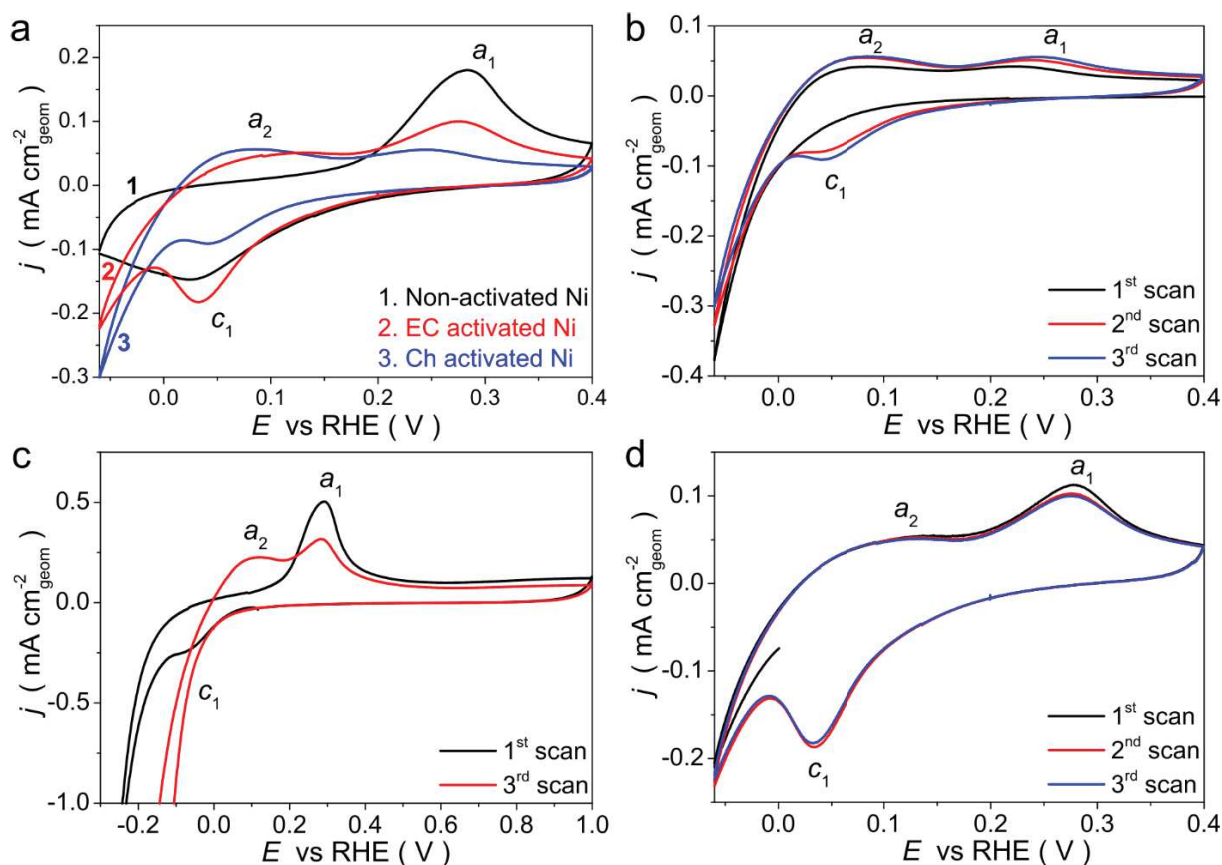 a
a1
a2
1
2
3
c1
1. Non-activated Ni
2. EC activated Ni
3. Ch activated Ni
0.2
0.1
0.0
-0.1
-0.2
-0.3
0.0 0.1 0.2 0.3 0.4
j ( mA cm-2geom )
E vs RHE ( V )
b
a2 a1
c1
1st scan
2nd scan
3rd scan
0.1
0.0
-0.1
-0.2
-0.3
-0.4
0.0 0.1 0.2 0.3 0.4
j ( mA cm-2geom )
E vs RHE ( V )
c
a1
a2
c1
1st scan
3rd scan
0.5
0.0
-0.5
-1.0
-0.2 0.0 0.2 0.4 0.6 0.8 1.0
j ( mA cm-2geom )
E vs RHE ( V )
d
a1
a2
c1
1st scan
2nd scan
3rd scan
0.1
0.0
-0.1
-0.2
0.0 0.1 0.2 0.3 0.4
j ( mA cm-2geom )
E vs RHE ( V )